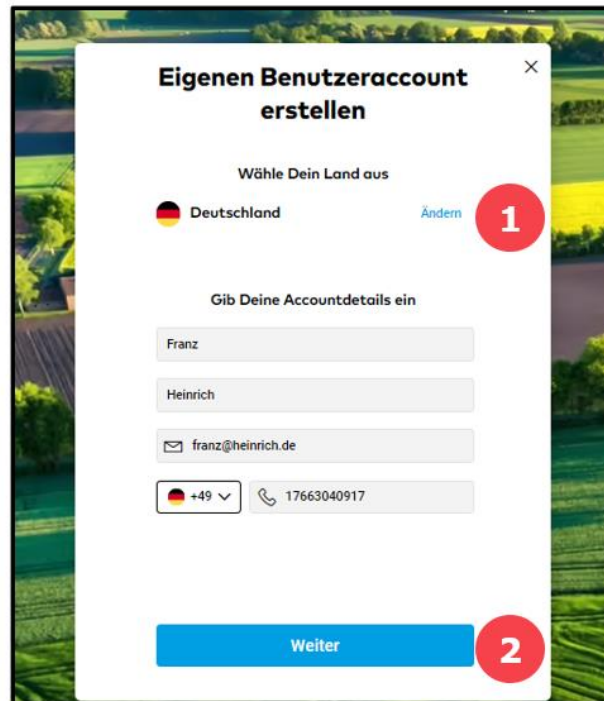 Eigenen Benutzeraccount
erstellen
Wähle Dein Land aus
Deutschland
Ändern
1
Gib Deine Accountdetails ein
Franz
Heinrich
franz@heinrich.de
+49
17663040917
Weiter
2